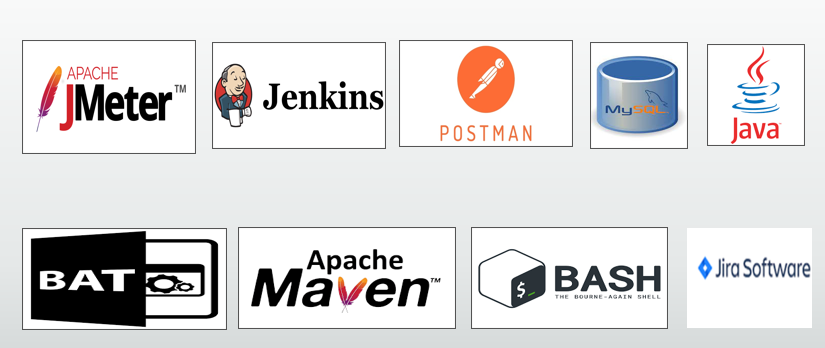 APACHE
JMeter™
Jenkins
POSTMAN
MySQL
Java
BAT
Apache
Maven™
$_
BASH
THE BOURNE-AGAIN SHELL
Jira Software